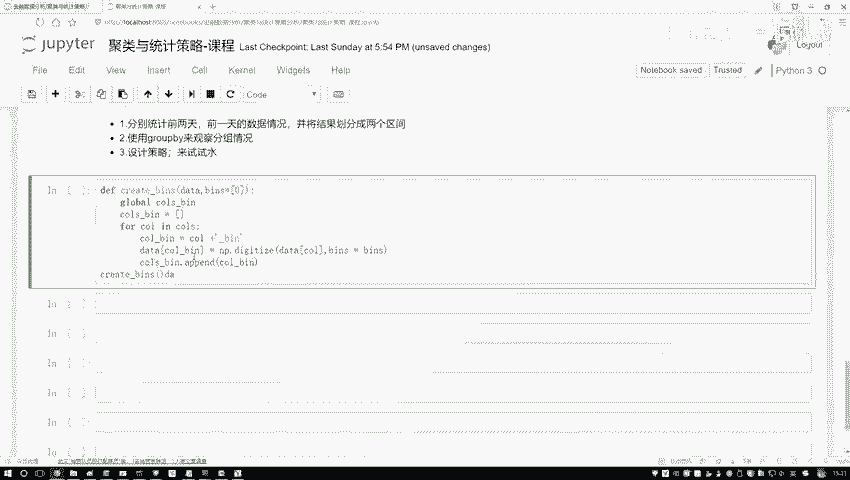 jupyter 聚类与统计策略-课程 Last Checkpoint: Last Sunday at 5:54 PM (unsaved changes)
Logout
File Edit View Insert Cell Kernel Widgets Help
Notebook saved Trusted Python 3
Code
1.分别统计前两天，前一天的数据情况，并将结果划分成两个区间
2.使用groupby来观察分组情况
3.设计策略；来试试水
In [ ]: def create_bins(data,bins=[0]):
global cols_bin
cols_bin = []
for col in cols:
col_bin = col +'_bin'
data[col_bin] = np.digitize(data[col],bins = bins)
cols_bin.append(col_bin)
create_bins()da
In [ ]:
In [ ]:
In [ ]:
In [ ]:
In [ ]:
In [ ]: